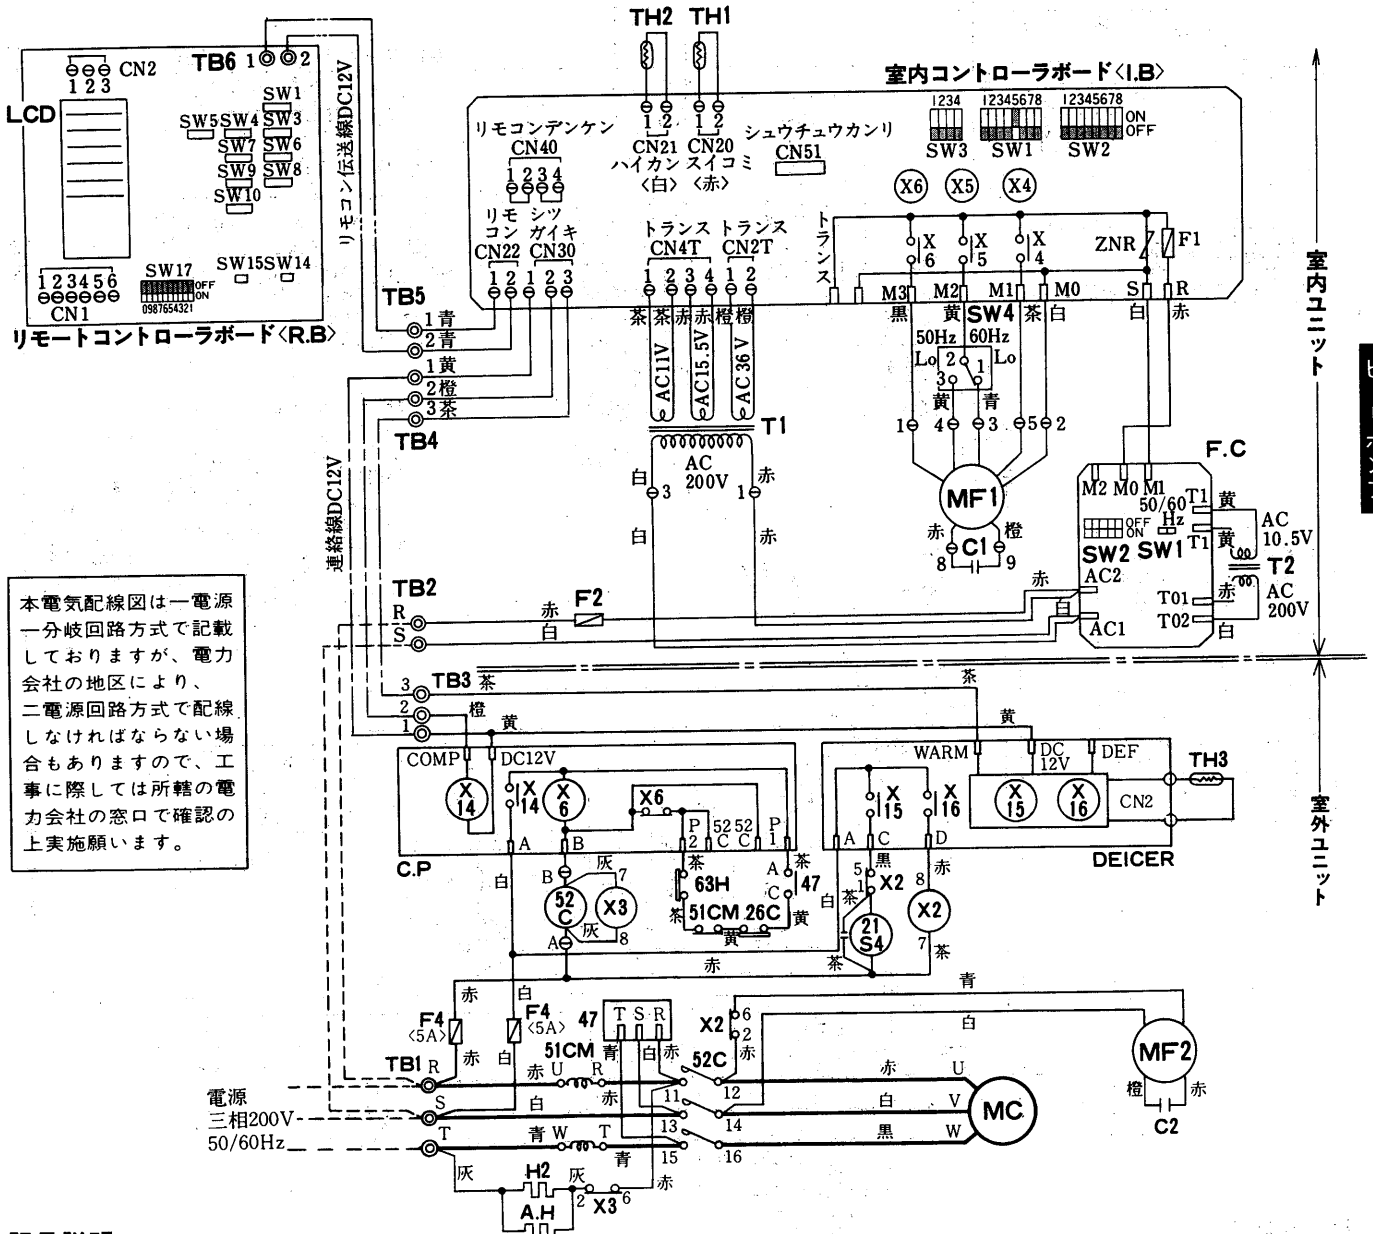 TH2 TH1
TB6 1 2
CN2
1 2 3
LCD
SW1
SW5 SW4 SW3
SW7 SW6
SW9 SW8
SW10
SW17
OFF
ON
0987654321
SW15 SW14
1 2 3 4 5 6
CN1
リモートコントローラボード〈R.B〉
リモコン伝送線DC12V
室内コントローラボード〈I.B〉
リモコンデンケン
CN40
1 2 3 4
リモコン
CN22
1 2
シツガイキ
CN30
1 2 3
1 2
CN21
ハイカン
〈白〉
1 2
CN20
スイコミ
〈赤〉
シュウチュウカンリ
CN51
1234
SW3
12345678
SW1
12345678
SW2
ON
OFF
X6 X5 X4
トランス
CN4T
1 2 3 4
トランス
CN2T
1 2
トランス
X6 X5 X4
ZNR F1
M3 M2 M1 M0 S R
茶 茶 赤 赤 橙 橙
黒 黄 SW4 茶 白 白 赤
AC11V AC15.5V AC36V
50Hz 60Hz
Lo 2 1 Lo
3
黄 青
1 4 3 5 2
T1
AC
200V
白 3 1 赤
白 赤
MF1
赤 橙
C1
8 9
TB5
1 青
2 青
1 黄
2 橙
3 茶
TB4
連絡線DC12V
F.C
M2 M0 M1
50/60
Hz
T1 黄
T1 黄
OFF
ON
SW2 SW1
AC
10.5V
T2
AC
200V
AC2
AC1
T01 赤
T02 白
TB2
R 赤 F2 赤
S 白 白
室内ユニット
室外ユニット
本電気配線図は一電源
一分岐回路方式で記載
しておりますが、電力
会社の地区により、
二電源回路方式で配線
しなければならない場
合もありますので、工
事に際しては所轄の電
力会社の窓口で確認の
上実施願います。
TB3
3 茶 茶
2 橙
1 黄 黄
COMP DC12V
X14 X14 X6 X6
P2 52C 52C P1
A B
C.P
WARM DC12V DEF
X15 X16 X15 X16
CN2
TH3
A C D
DEICER
白 B 灰 7
52C X3
A 灰 8
茶 63H
茶 51CM 26C
黄 黄
茶 A
C 47
白 黒 5
1 X2
茶 21S4
茶
赤 8
X2
7 茶
赤
赤 白
F4
〈5A〉
F4
〈5A〉
赤 白
47 T S R
青 白 赤
X2 6
2
赤
青
白
MF2
橙 赤
C2
TB1
電源
三相200V
50/60Hz
R 赤 U 51CM R 赤 11 52C 12 赤 U
S 白 13 14 白 V
T 青 W T 青 15 16 黒 W
MC
灰 H2 灰 2 X3 6 赤
A.H